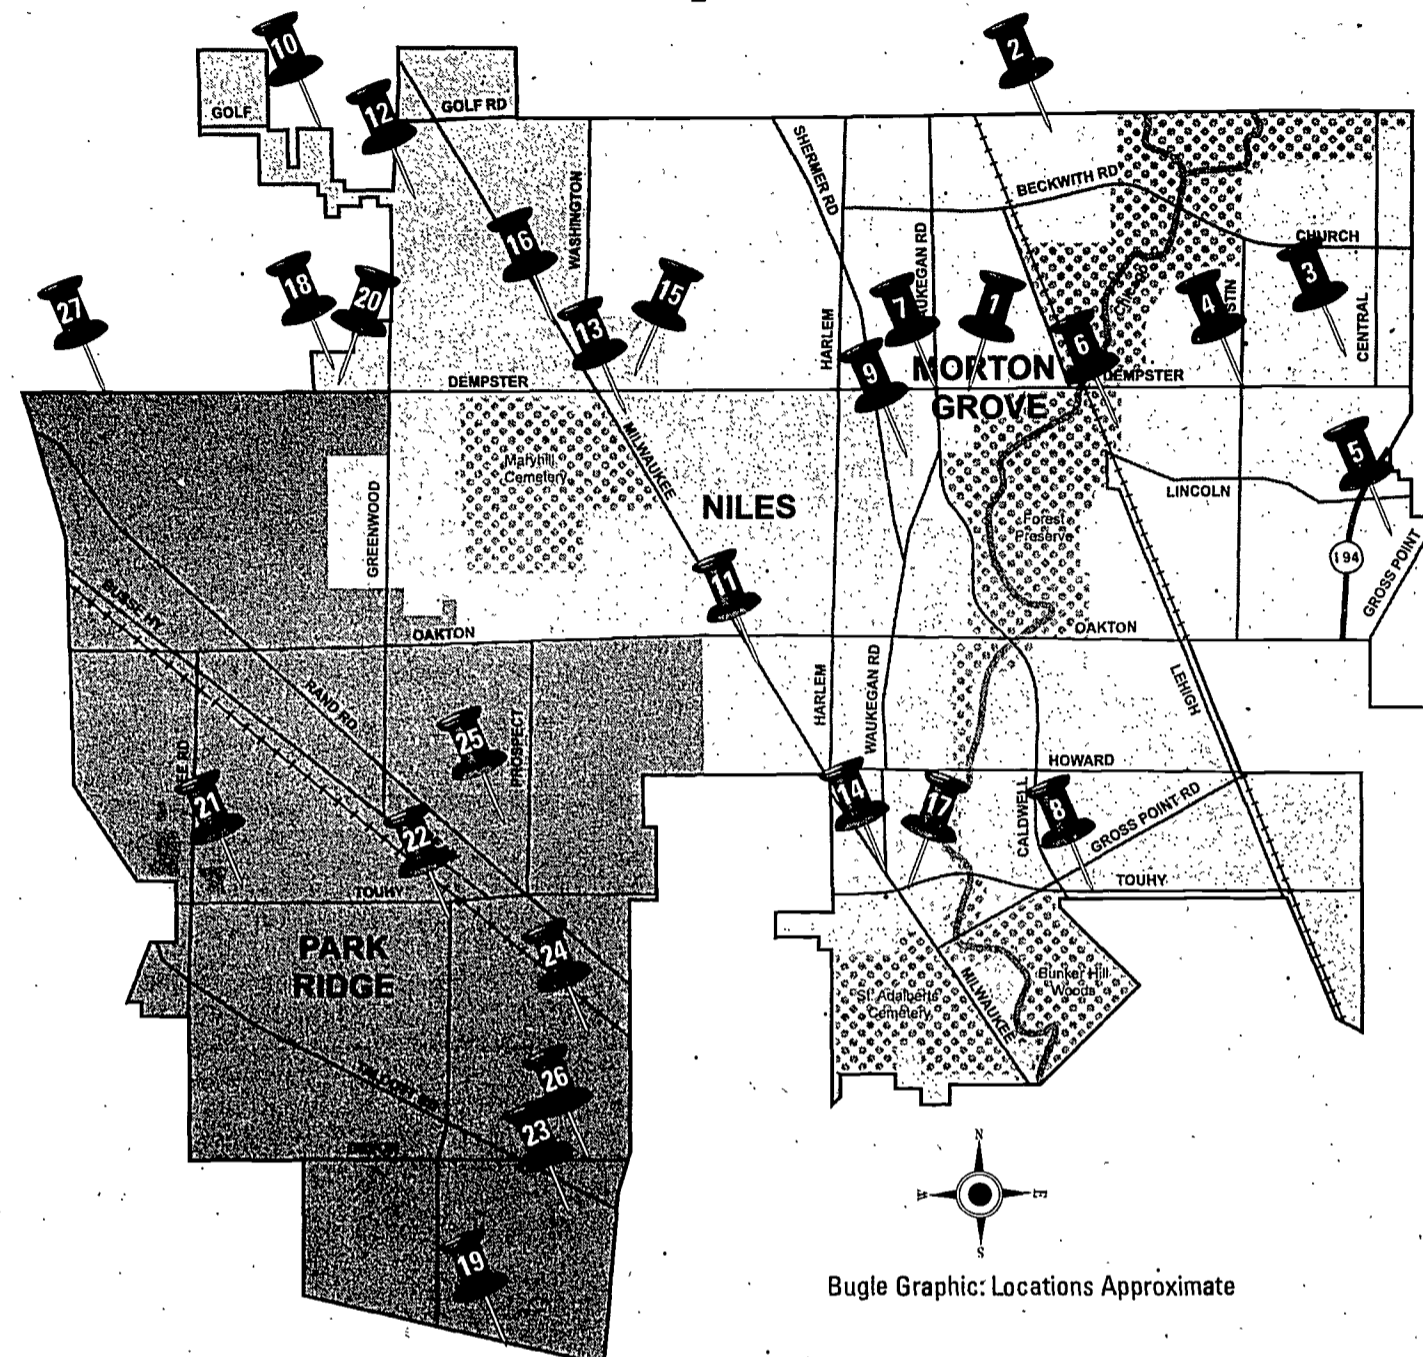 10
2
12
GOLF
GOLF RD
SHERMER RD
BECKWITH RD
WASHINGTON
16
CHURCH
3
27
18
20
15
13
HARLEM
7
1
4
CENTRAL
6
9
MORTON
GROVE
DEMPSTER
MILWAUKEE
Maryhill
Cemetery
5
LINCOLN
NILES
GREENWOOD
Forest
Preserve
I 94
GROSS POINT
11
BUSSE HY
OAKTON
OAKTON
RAND RD
HARLEM
WAUKEGAN RD
LEHIGH
25
PROSPECT
HOWARD
21
22
14
17
CALDWELL
8
GROSS POINT RD
TOUHY
TOUHY
PARK
RIDGE
24
St. Adalberts
Cemetery
MILWAUKEE
Bunker Hill
Woods
26
23
N
W
E
S
19
Bugle Graphic: Locations Approximate